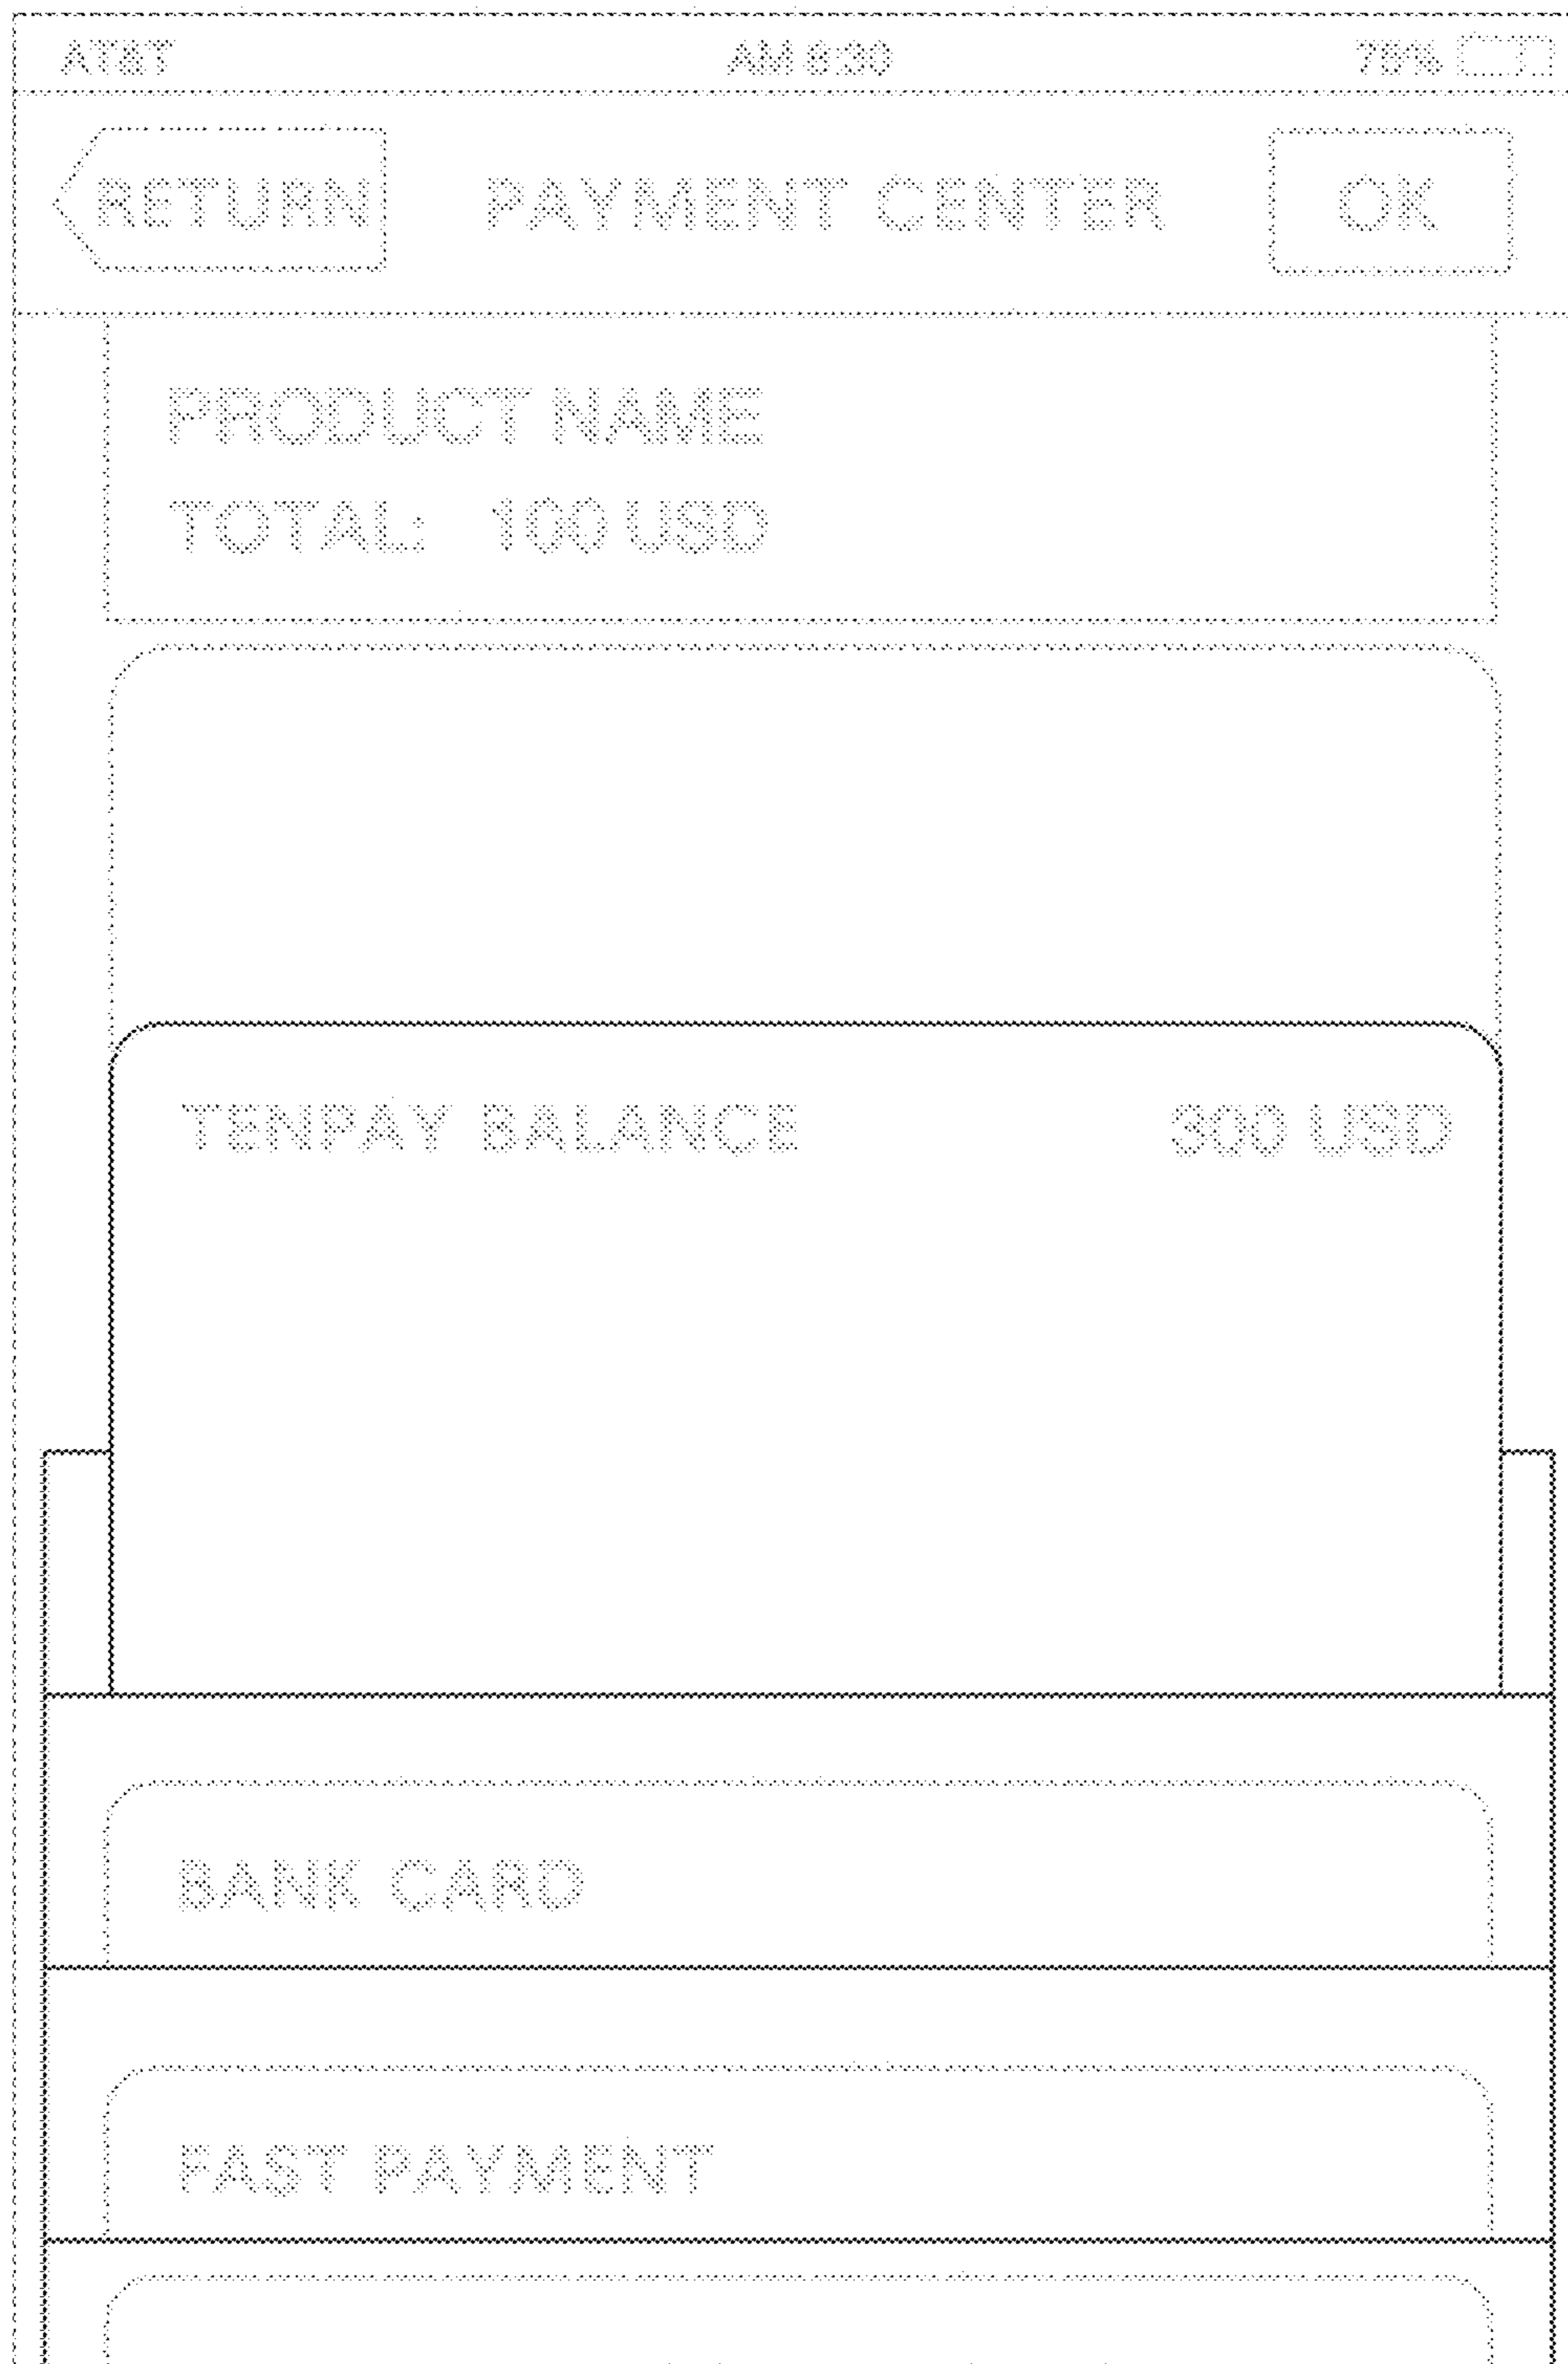 AT&T AM 8:30 75%
RETURN PAYMENT CENTER OK
PRODUCT NAME
TOTAL: 100 USD
TENPAY BALANCE 300 USD
BANK CARD
FAST PAYMENT